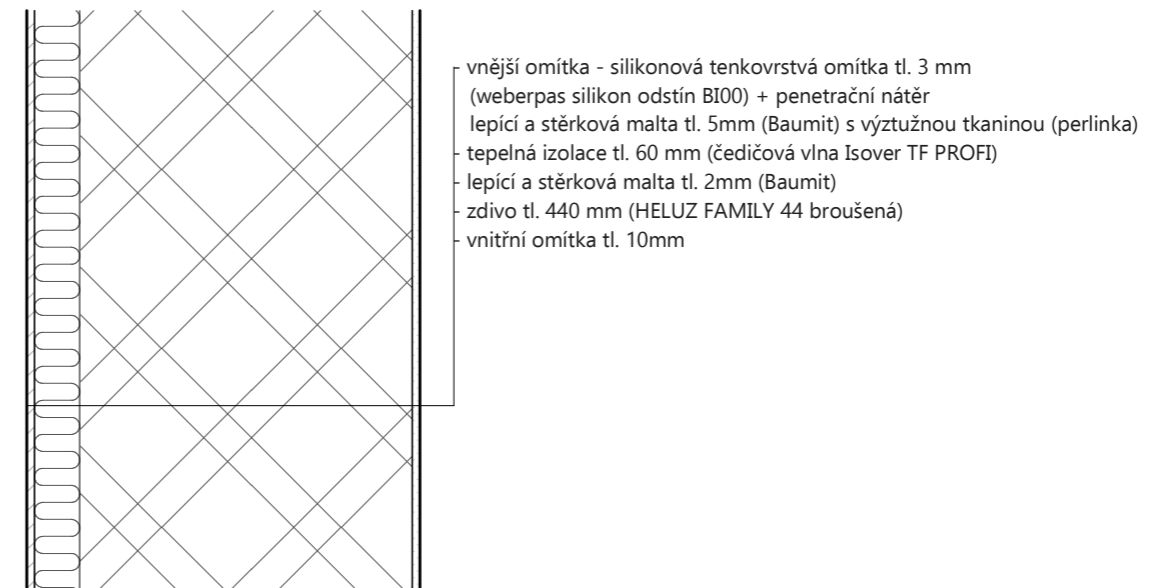 - vnější omítka - silikonová tenkovrstvá omítka tl. 3 mm
(weberpas silikon odstín BI00) + penetrační nátěr
lepící a stěrková malta tl. 5mm (Baumit) s výztužnou tkaninou (perlinka)
- tepelná izolace tl. 60 mm (čedičová vlna Isover TF PROFI)
- lepící a stěrková malta tl. 2mm (Baumit)
- zdivo tl. 440 mm (HELUZ FAMILY 44 broušená)
- vnitřní omítka tl. 10mm